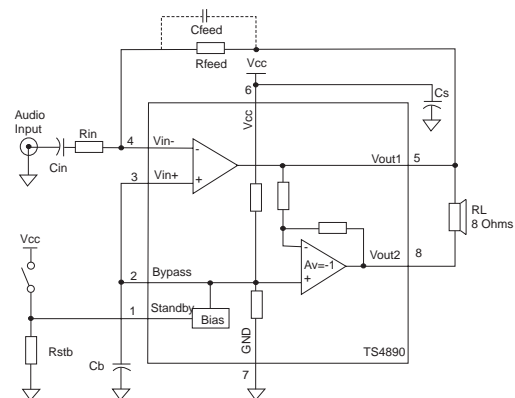 Cfeed
Rfeed
Vcc
6
Vcc
Cs
Audio
Input
Rin
Cin
4
Vin-
-
Vout1
5
3
Vin+
+
RL
8 Ohms
Vcc
-
Av=-1
+
Vout2
8
2
Bypass
1
Standby
Bias
Rstb
Cb
GND
TS4890
7